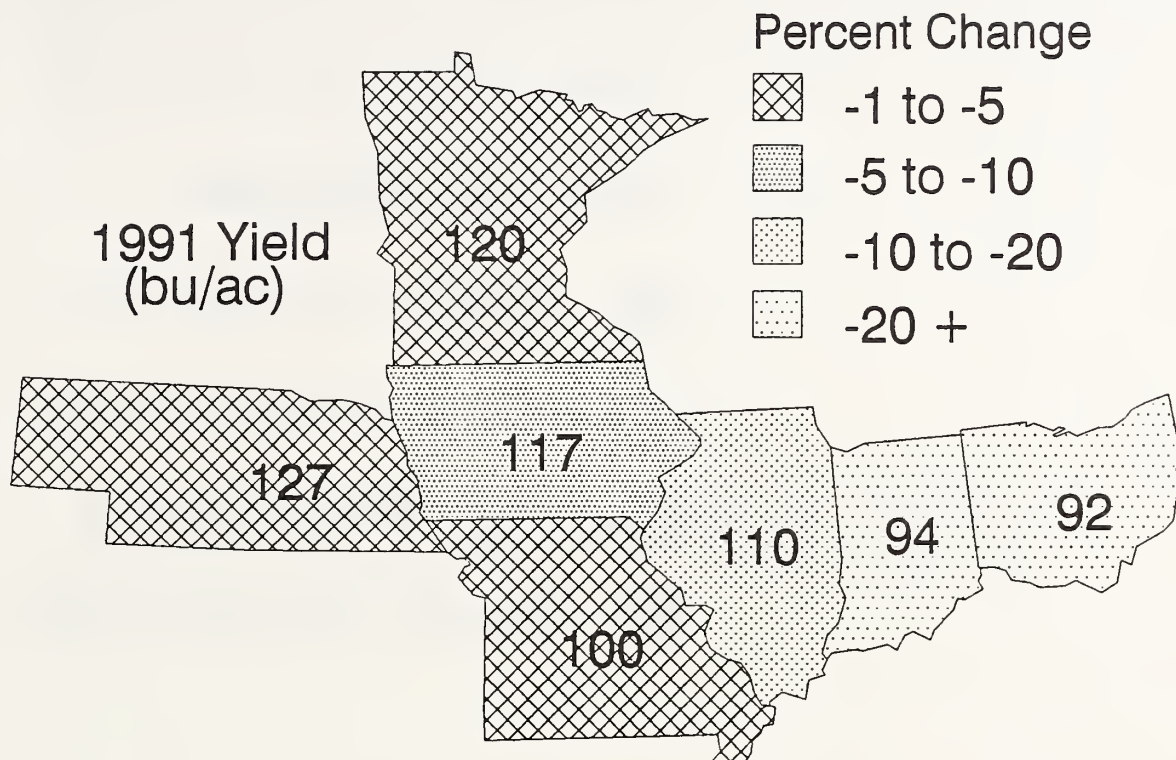 Percent Change
-1 to -5
-5 to -10
-10 to -20
-20 +
1991 Yield
(bu/ac)
120
127
117
110
94
92
100